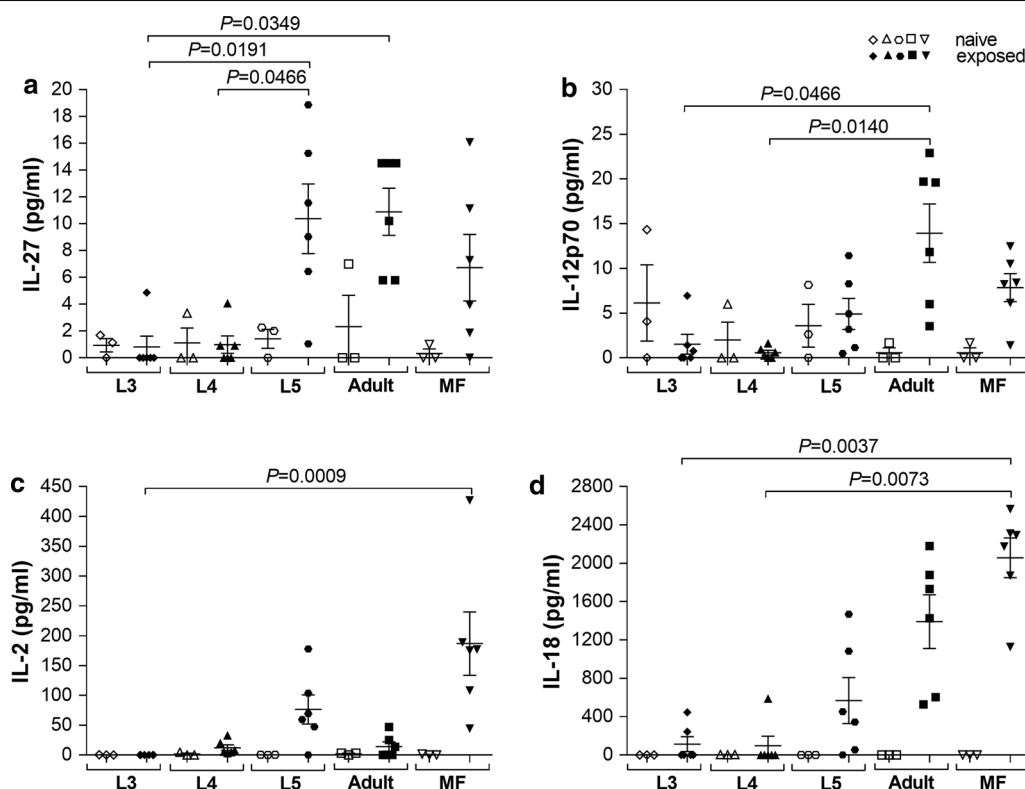 P=0.0349
P=0.0191
P=0.0466
a
IL-27 (pg/ml)
20
18
16
14
12
10
8
6
4
2
0
L3 L4 L5 Adult MF
naive
exposed
b
P=0.0466
P=0.0140
IL-12p70 (pg/ml)
30
25
20
15
10
5
0
L3 L4 L5 Adult MF
c
P=0.0009
IL-2 (pg/ml)
450
400
350
300
250
200
150
100
50
0
L3 L4 L5 Adult MF
P=0.0037
P=0.0073
d
IL-18 (pg/ml)
2800
2400
2000
1600
1200
800
400
0
L3 L4 L5 Adult MF